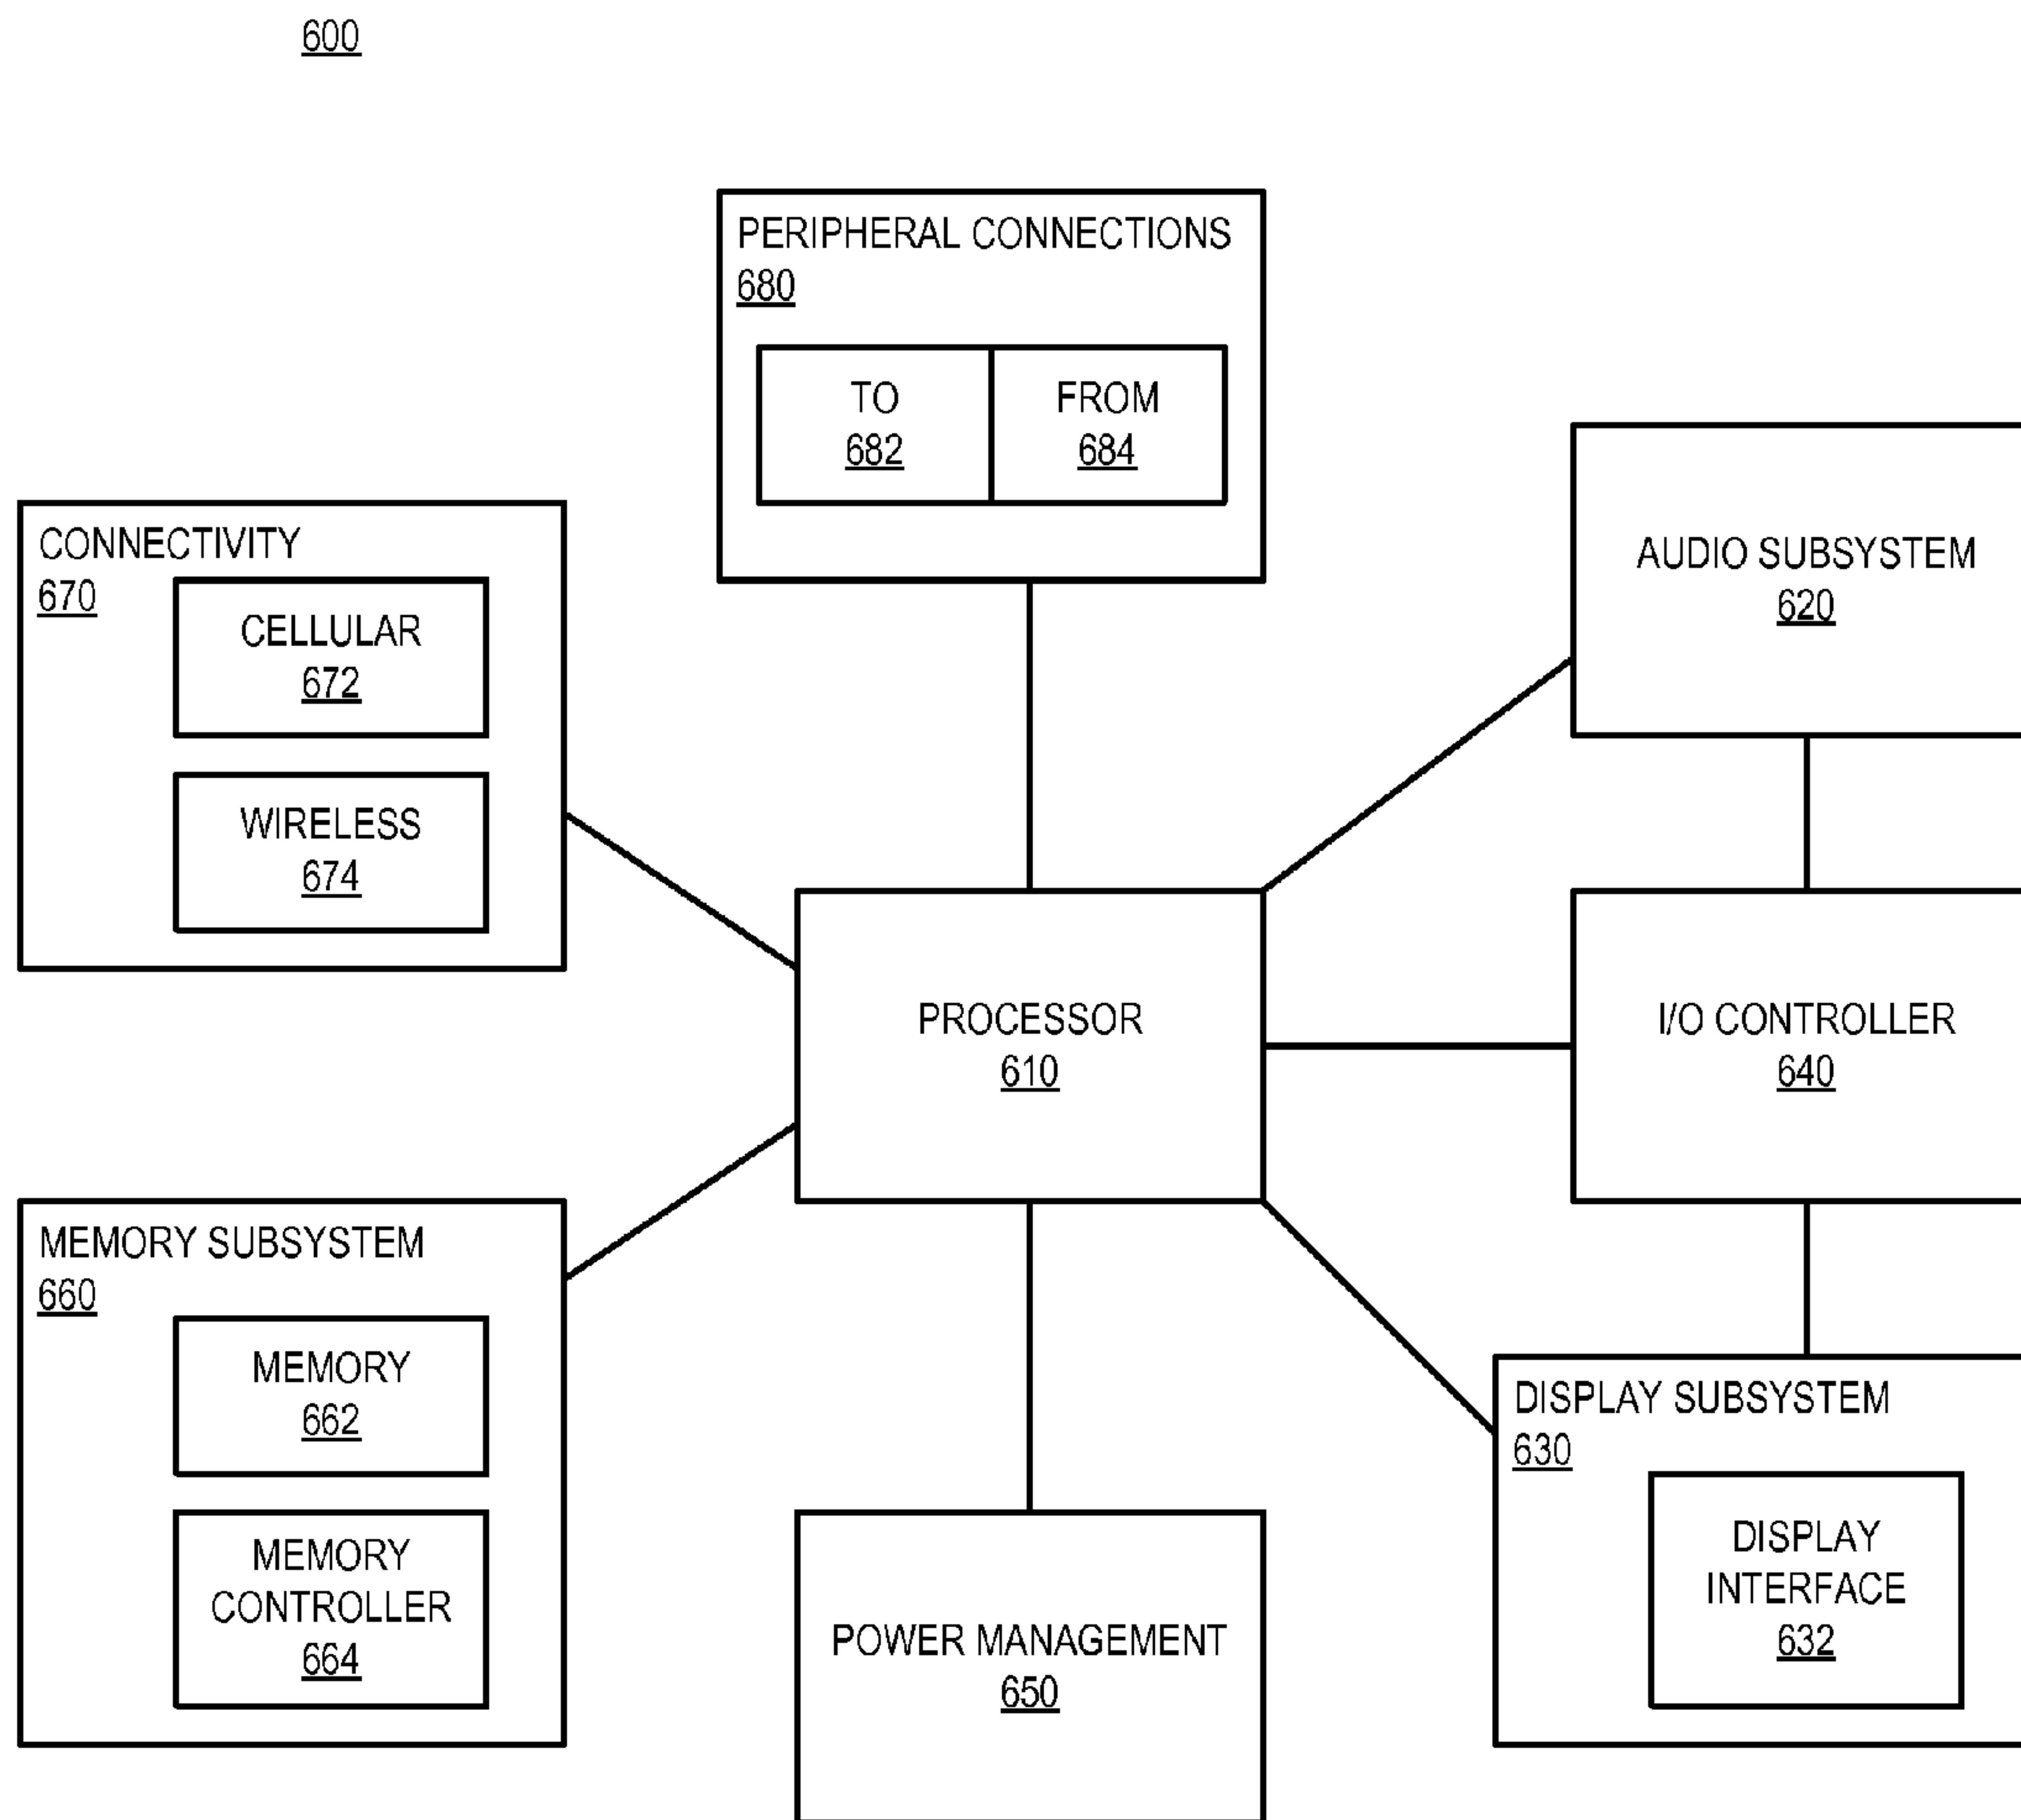 600
PERIPHERAL CONNECTIONS
680
TO
682
FROM
684
CONNECTIVITY
670
CELLULAR
672
WIRELESS
674
AUDIO SUBSYSTEM
620
PROCESSOR
610
I/O CONTROLLER
640
MEMORY SUBSYSTEM
660
MEMORY
662
MEMORY
CONTROLLER
664
POWER MANAGEMENT
650
DISPLAY SUBSYSTEM
630
DISPLAY
INTERFACE
632